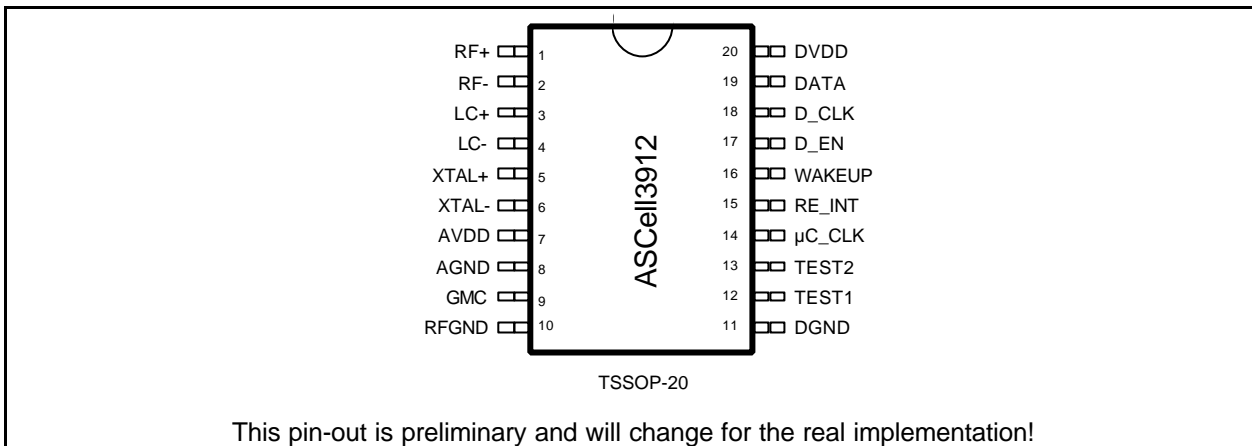 RF+ 1 20 DVDD
RF- 2 19 DATA
LC+ 3 18 D_CLK
LC- 4 17 D_EN
XTAL+ 5 16 WAKEUP
XTAL- 6 15 RE_INT
AVDD 7 14 µC_CLK
AGND 8 13 TEST2
GMC 9 12 TEST1
RFGND 10 11 DGND
ASCell3912
TSSOP-20
This pin-out is preliminary and will change for the real implementation!